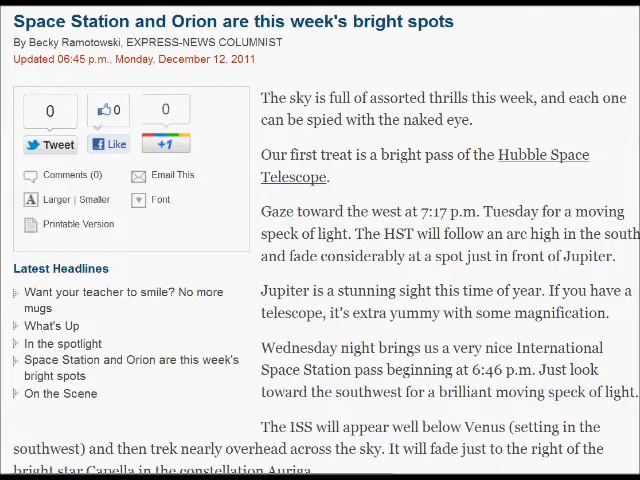 Space Station and Orion are this week's bright spots
By Becky Ramotowski, EXPRESS-NEWS COLUMNIST
Updated 06:45 p.m., Monday, December 12, 2011
0
0
0
Tweet
Like
+1
Comments (0)
Email This
A Larger | Smaller
Font
Printable Version
Latest Headlines
Want your teacher to smile? No more
mugs
What's Up
In the spotlight
Space Station and Orion are this week's
bright spots
On the Scene
The sky is full of assorted thrills this week, and each one
can be spied with the naked eye.
Our first treat is a bright pass of the Hubble Space
Telescope.
Gaze toward the west at 7:17 p.m. Tuesday for a moving
speck of light. The HST will follow an arc high in the south
and fade considerably at a spot just in front of Jupiter.
Jupiter is a stunning sight this time of year. If you have a
telescope, it's extra yummy with some magnification.
Wednesday night brings us a very nice International
Space Station pass beginning at 6:46 p.m. Just look
toward the southwest for a brilliant moving speck of light.
The ISS will appear well below Venus (setting in the
southwest) and then trek nearly overhead across the sky. It will fade just to the right of the
bright star Capella in the constellation Auriga.